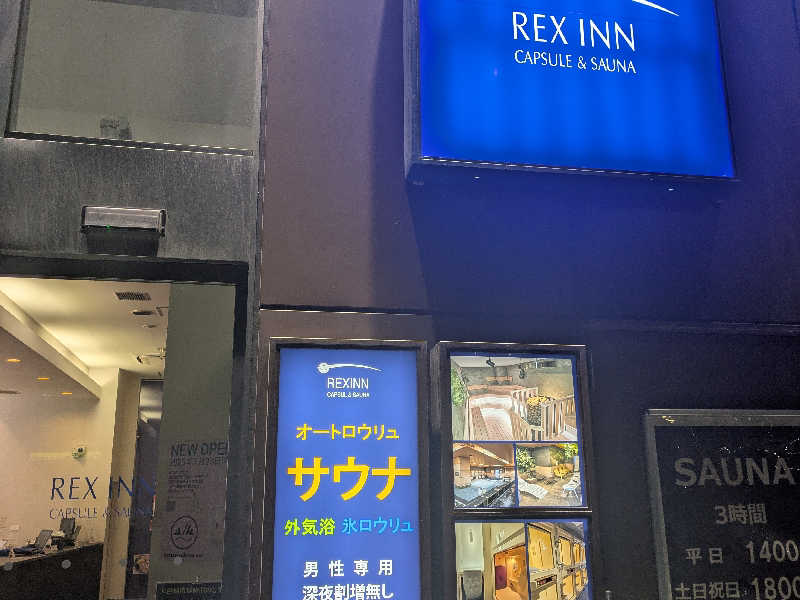 REX INN
CAPSULE & SAUNA
REXINN
CAPSUL & SAUNA
オートロウリュ
サウナ
外気浴 氷ロウリュ
男性専用
深夜割増無し
REX INN
CAPSULE & SAUNA
NEW OPEN
SAUNA
3時間
平日 1400
土日祝日 1800